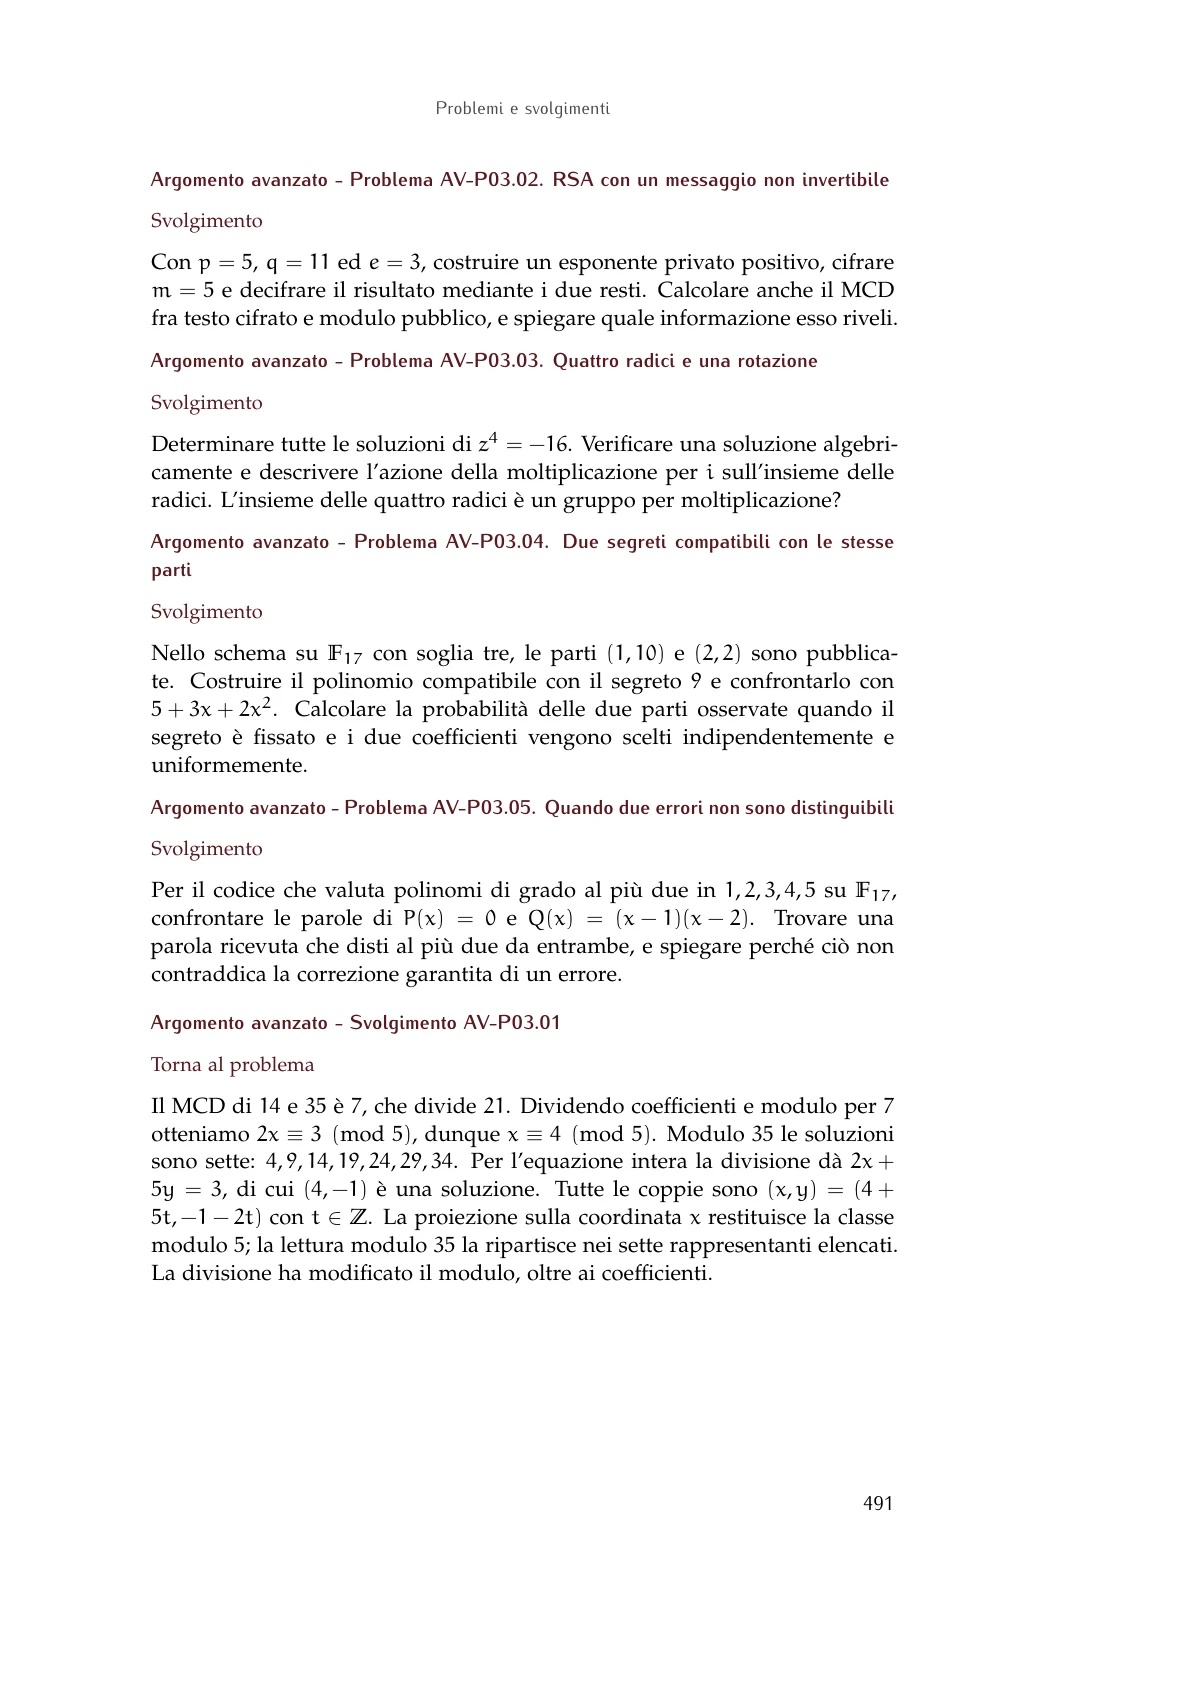 Problemi e svolgimenti
Argomento avanzato – Problema AV-P03.02. RSA con un messaggio non invertibile
Svolgimento
Con p = 5, q = 11 ed e = 3, costruire un esponente privato positivo, cifrare
m = 5 e decifrare il risultato mediante i due resti. Calcolare anche il MCD
fra testo cifrato e modulo pubblico, e spiegare quale informazione esso riveli.
Argomento avanzato – Problema AV-P03.03. Quattro radici e una rotazione
Svolgimento
Determinare tutte le soluzioni di z⁴ = −16. Verificare una soluzione algebri-
camente e descrivere l'azione della moltiplicazione per i sull'insieme delle
radici. L'insieme delle quattro radici è un gruppo per moltiplicazione?
Argomento avanzato – Problema AV-P03.04. Due segreti compatibili con le stesse
parti
Svolgimento
Nello schema su 𝔽₁₇ con soglia tre, le parti (1, 10) e (2, 2) sono pubblica-
te. Costruire il polinomio compatibile con il segreto 9 e confrontarlo con
5 + 3x + 2x². Calcolare la probabilità delle due parti osservate quando il
segreto è fissato e i due coefficienti vengono scelti indipendentemente e
uniformemente.
Argomento avanzato – Problema AV-P03.05. Quando due errori non sono distinguibili
Svolgimento
Per il codice che valuta polinomi di grado al più due in 1, 2, 3, 4, 5 su 𝔽₁₇,
confrontare le parole di P(x) = 0 e Q(x) = (x − 1)(x − 2). Trovare una
parola ricevuta che disti al più due da entrambe, e spiegare perché ciò non
contraddica la correzione garantita di un errore.
Argomento avanzato – Svolgimento AV-P03.01
Torna al problema
Il MCD di 14 e 35 è 7, che divide 21. Dividendo coefficienti e modulo per 7
otteniamo 2x ≡ 3 (mod 5), dunque x ≡ 4 (mod 5). Modulo 35 le soluzioni
sono sette: 4, 9, 14, 19, 24, 29, 34. Per l'equazione intera la divisione dà 2x +
5y = 3, di cui (4, −1) è una soluzione. Tutte le coppie sono (x, y) = (4 +
5t, −1 − 2t) con t ∈ ℤ. La proiezione sulla coordinata x restituisce la classe
modulo 5; la lettura modulo 35 la ripartisce nei sette rappresentanti elencati.
La divisione ha modificato il modulo, oltre ai coefficienti.
491